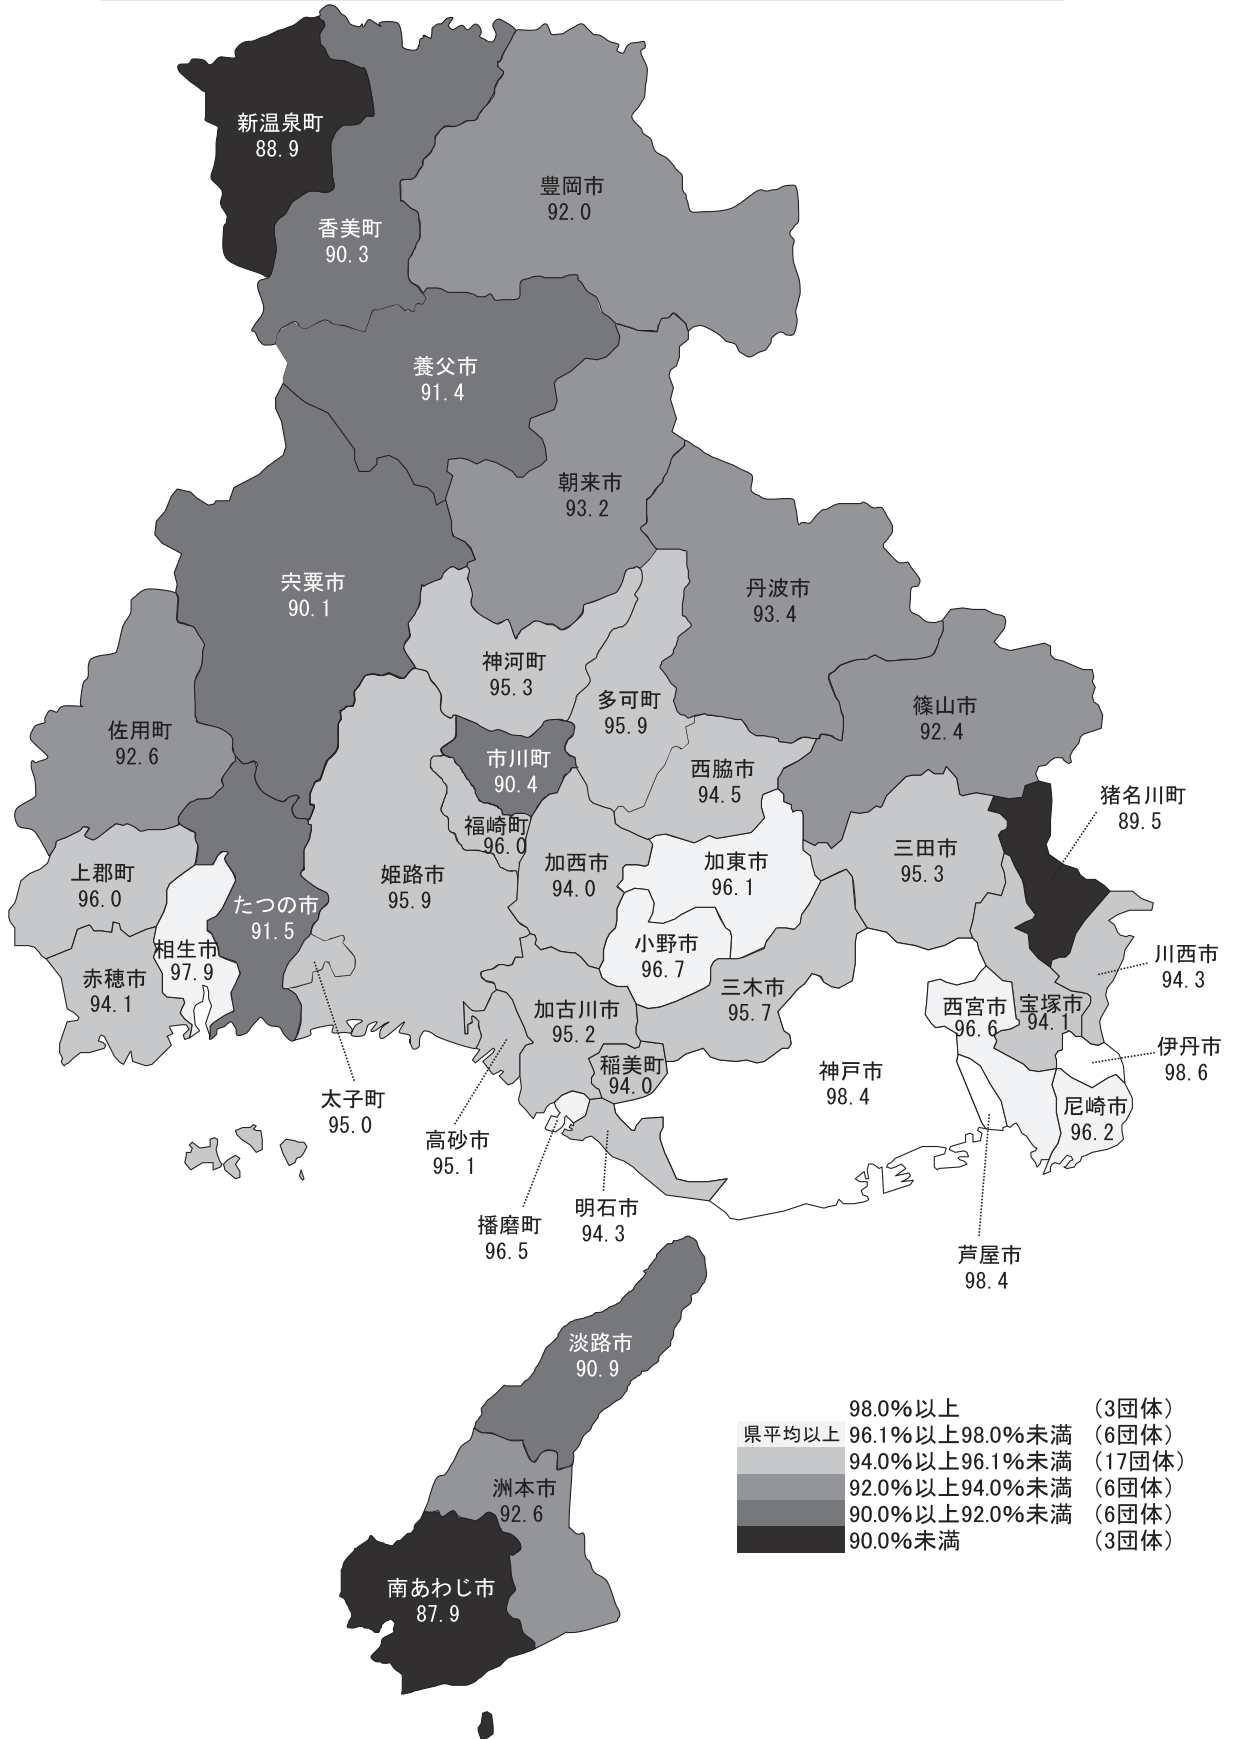 新温泉町
88.9
香美町
90.3
豊岡市
92.0
養父市
91.4
朝来市
93.2
宍粟市
90.1
丹波市
93.4
神河町
95.3
多可町
95.9
篠山市
92.4
佐用町
92.6
市川町
90.4
西脇市
94.5
猪名川町
89.5
福崎町
96.0
加西市
94.0
加東市
96.1
三田市
95.3
上郡町
96.0
姫路市
95.9
たつの市
91.5
相生市
97.9
小野市
96.7
川西市
94.3
赤穂市
94.1
三木市
95.7
加古川市
95.2
西宮市
96.6
宝塚市
94.1
伊丹市
98.6
稲美町
94.0
神戸市
98.4
太子町
95.0
尼崎市
96.2
高砂市
95.1
播磨町
96.5
明石市
94.3
芦屋市
98.4
淡路市
90.9
洲本市
92.6
南あわじ市
87.9
98.0%以上 (3団体)
県平均以上 96.1%以上98.0%未満 (6団体)
94.0%以上96.1%未満 (17団体)
92.0%以上94.0%未満 (6団体)
90.0%以上92.0%未満 (6団体)
90.0%未満 (3団体)